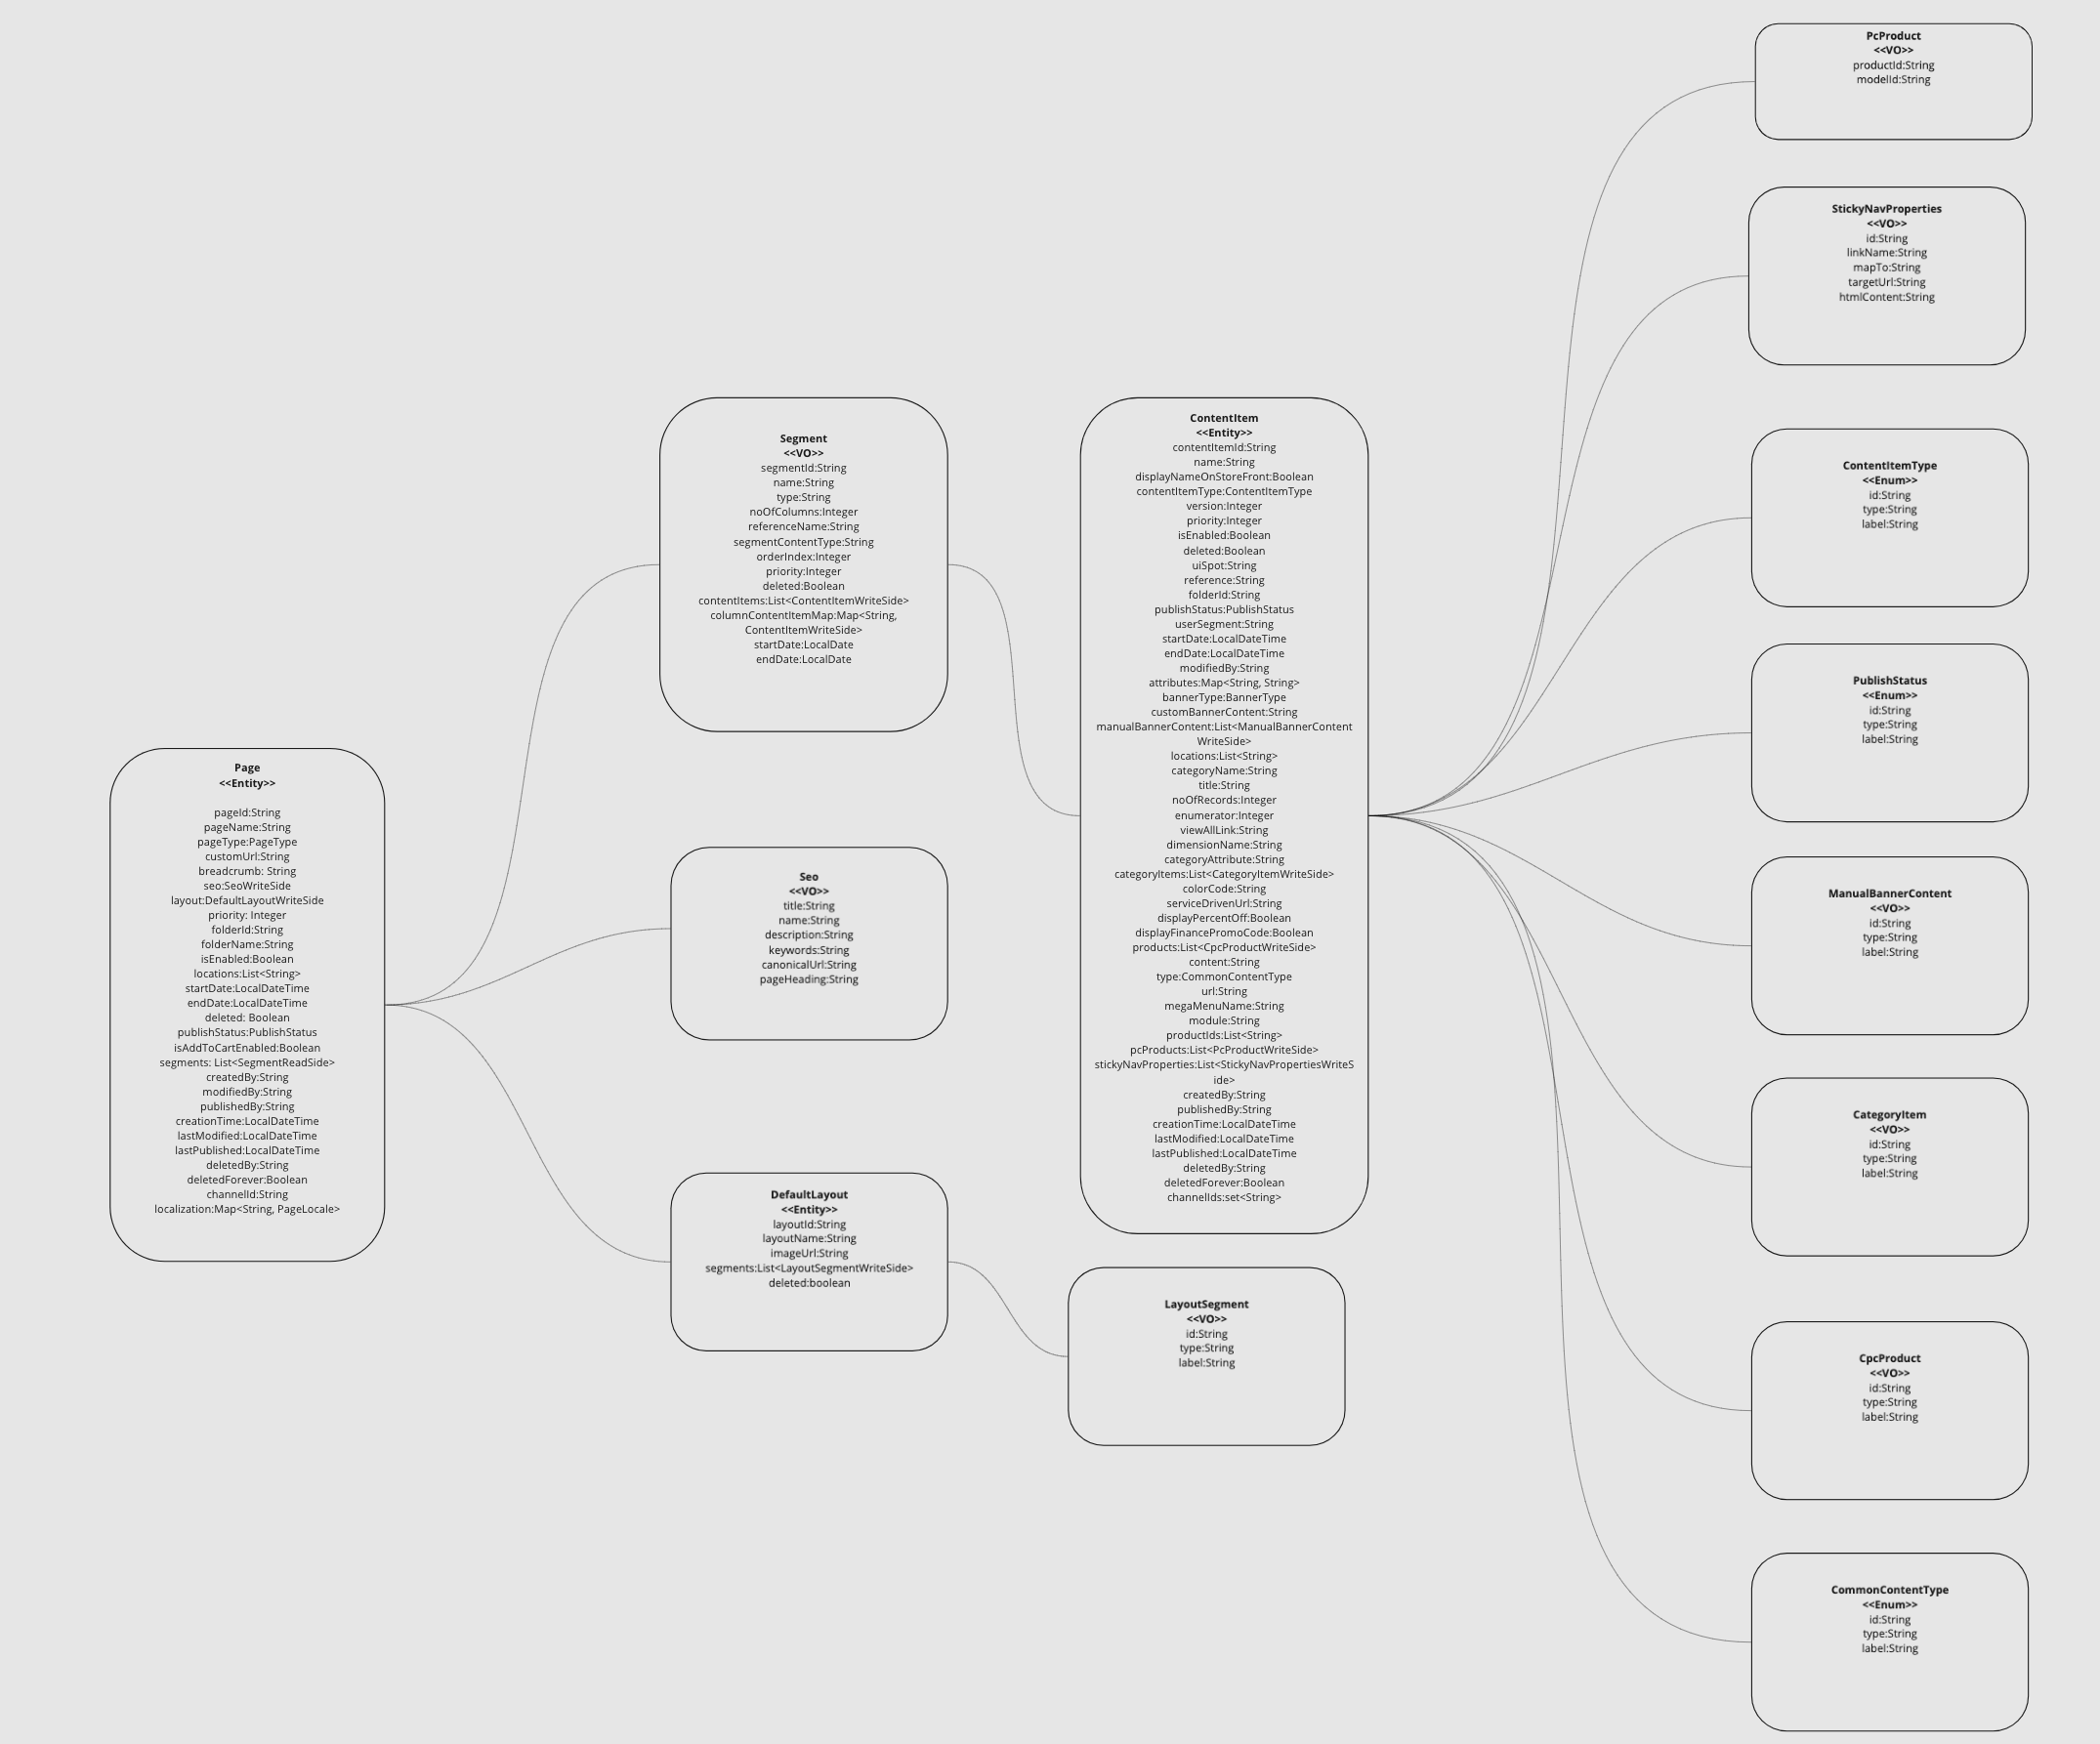 PcProduct
<<VO>>
productId:String
modelId:String
StickyNavProperties
<<VO>>
id:String
linkName:String
mapTo:String
targetUrl:String
htmlContent:String
Segment
<<VO>>
segmentId:String
name:String
type:String
noOfColumns:Integer
referenceName:String
segmentContentType:String
orderIndex:Integer
priority:Integer
deleted:Boolean
contentItems:List<ContentItemWriteSide>
columnContentItemMap:Map<String,
ContentItemWriteSide>
startDate:LocalDate
endDate:LocalDate
ContentItem
<<Entity>>
contentItemId:String
name:String
displayNameOnStoreFront:Boolean
contentItemType:ContentItemType
version:Integer
priority:Integer
isEnabled:Boolean
deleted:Boolean
uiSpot:String
reference:String
folderId:String
publishStatus:PublishStatus
userSegment:String
startDate:LocalDateTime
endDate:LocalDateTime
modifiedBy:String
attributes:Map<String, String>
bannerType:BannerType
customBannerContent:String
manualBannerContent:List<ManualBannerContent
WriteSide>
locations:List<String>
categoryName:String
title:String
noOfRecords:Integer
enumerator:Integer
viewAllLink:String
dimensionName:String
categoryAttribute:String
categoryItems:List<CategoryItemWriteSide>
colorCode:String
serviceDrivenUrl:String
displayPercentOff:Boolean
displayFinancePromoCode:Boolean
products:List<CpcProductWriteSide>
content:String
type:CommonContentType
url:String
megaMenuName:String
module:String
productIds:List<String>
pcProducts:List<PcProductWriteSide>
stickyNavProperties:List<StickyNavPropertiesWriteS
ide>
createdBy:String
publishedBy:String
creationTime:LocalDateTime
lastModified:LocalDateTime
lastPublished:LocalDateTime
deletedBy:String
deletedForever:Boolean
channelIds:set<String>
ContentItemType
<<Enum>>
id:String
type:String
label:String
PublishStatus
<<Enum>>
id:String
type:String
label:String
Page
<<Entity>>
pageId:String
pageName:String
pageType:PageType
customUrl:String
breadcrumb: String
seo:SeoWriteSide
layout:DefaultLayoutWriteSide
priority: Integer
folderId:String
folderName:String
isEnabled:Boolean
locations:List<String>
startDate:LocalDateTime
endDate:LocalDateTime
deleted: Boolean
publishStatus:PublishStatus
isAddToCartEnabled:Boolean
segments: List<SegmentReadSide>
createdBy:String
modifiedBy:String
publishedBy:String
creationTime:LocalDateTime
lastModified:LocalDateTime
lastPublished:LocalDateTime
deletedBy:String
deletedForever:Boolean
channelId:String
localization:Map<String, PageLocale>
Seo
<<VO>>
title:String
name:String
description:String
keywords:String
canonicalUrl:String
pageHeading:String
ManualBannerContent
<<VO>>
id:String
type:String
label:String
CategoryItem
<<VO>>
id:String
type:String
label:String
DefaultLayout
<<Entity>>
layoutId:String
layoutName:String
imageUrl:String
segments:List<LayoutSegmentWriteSide>
deleted:boolean
LayoutSegment
<<VO>>
id:String
type:String
label:String
CpcProduct
<<VO>>
id:String
type:String
label:String
CommonContentType
<<Enum>>
id:String
type:String
label:String